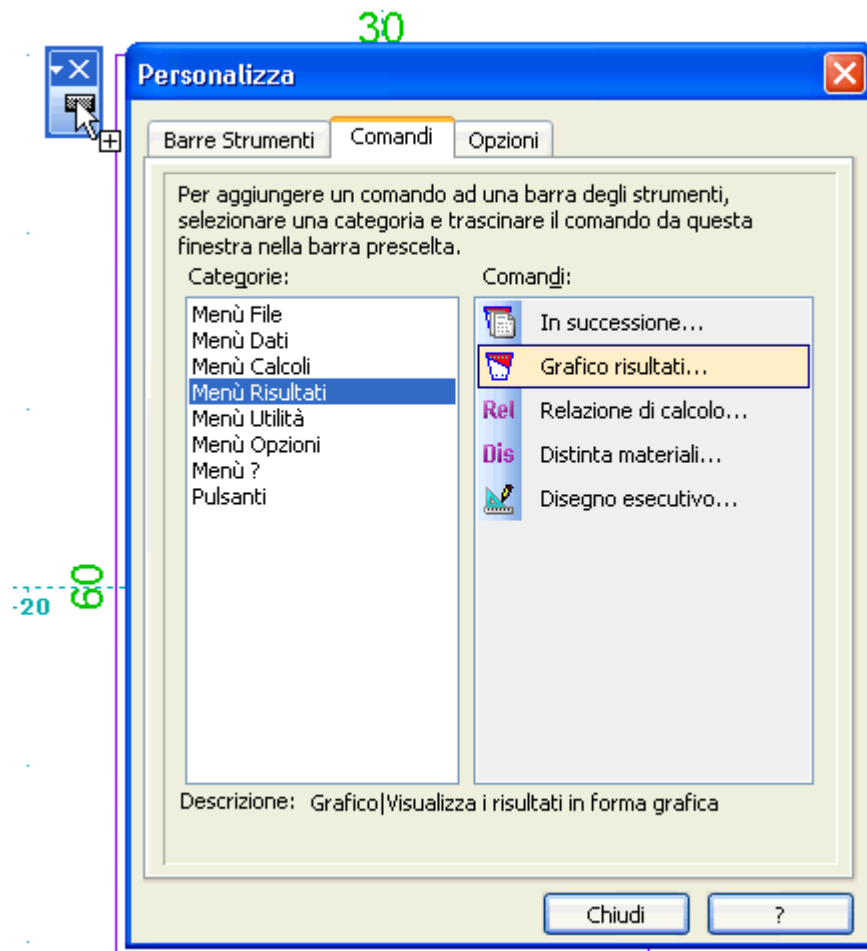 30
Personalizza
Barre Strumenti
Comandi
Opzioni
Per aggiungere un comando ad una barra degli strumenti,
selezionare una categoria e trascinare il comando da questa
finestra nella barra prescelta.
Categorie:
Menù File
Menù Dati
Menù Calcoli
Menù Risultati
Menù Utilità
Menù Opzioni
Menù ?
Pulsanti
Comandi:
In successione...
Grafico risultati...
Rel Relazione di calcolo...
Dis Distinta materiali...
Disegno esecutivo...
60
-20
Descrizione: Grafico|Visualizza i risultati in forma grafica
Chiudi
?